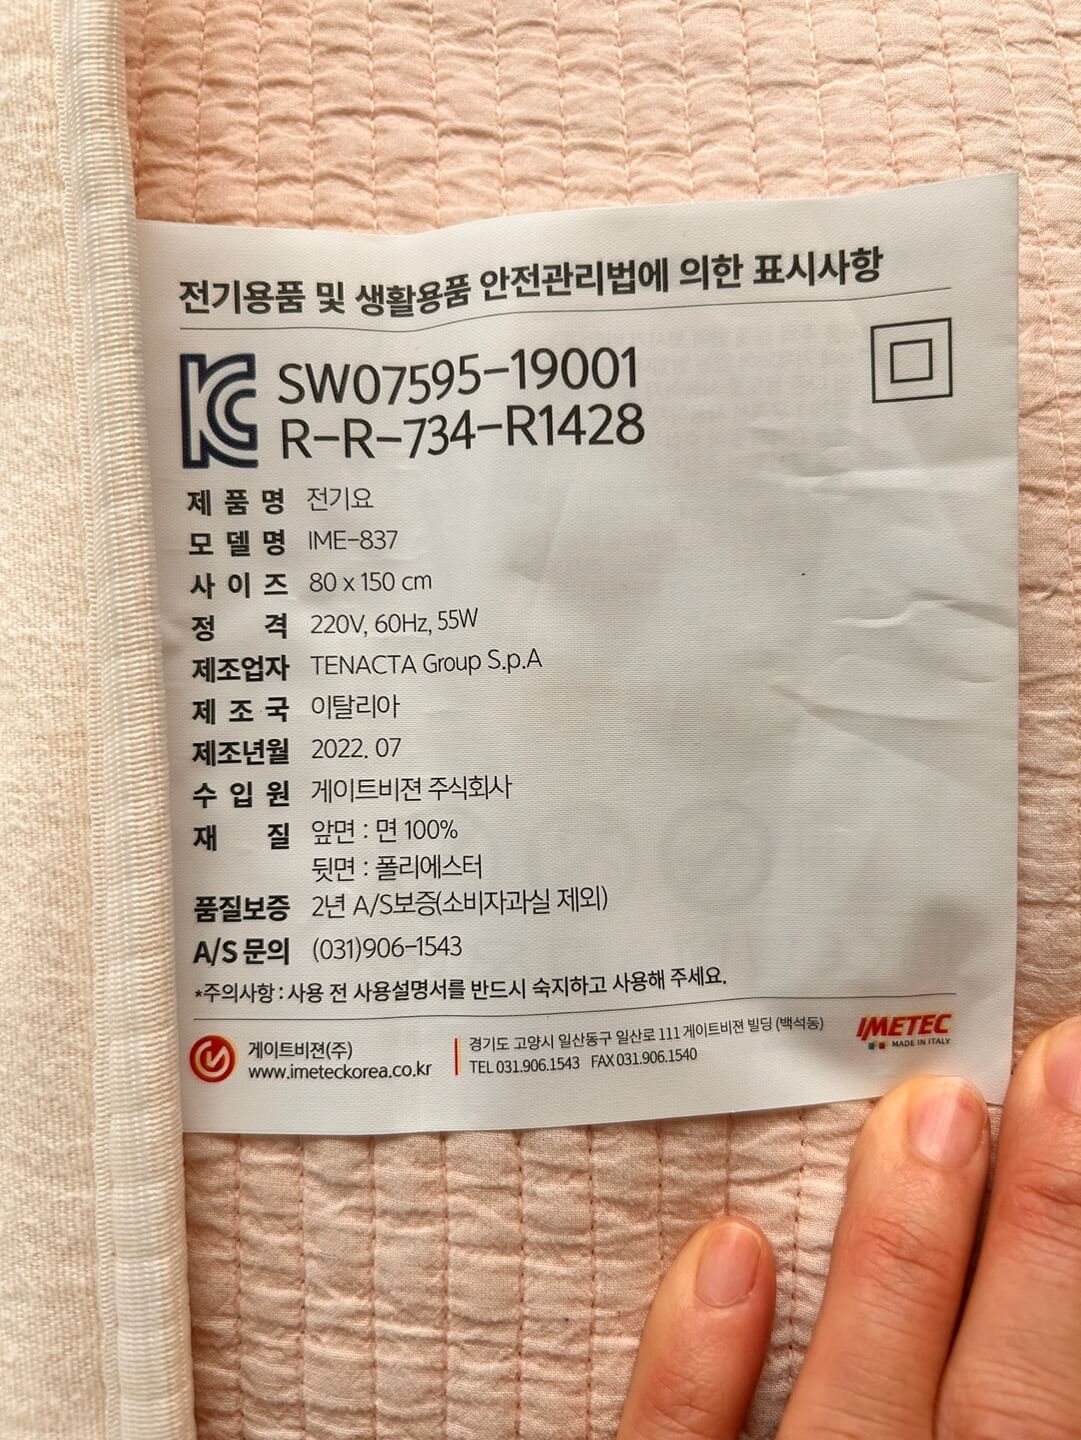 전기용품 및 생활용품 안전관리법에 의한 표시사항
SW07595-19001
R-R-734-R1428
제품명 전기요
모델명 IME-837
사이즈 80 x 150 cm
정격 220V, 60Hz, 55W
제조업자 TENACTA Group S.p.A
제조국 이탈리아
제조년월 2022. 07
수입원 게이트비젼 주식회사
재질 앞면 : 면 100%
뒷면 : 폴리에스터
품질보증 2년 A/S보증(소비자과실 제외)
A/S 문의 (031)906-1543
*주의사항 : 사용 전 사용설명서를 반드시 숙지하고 사용해 주세요.
게이트비젼(주)
www.imeteckorea.co.kr
경기도 고양시 일산동구 일산로 111 게이트비젼 빌딩 (백석동)
TEL 031.906.1543 FAX 031.906.1540
IMETEC
MADE IN ITALY